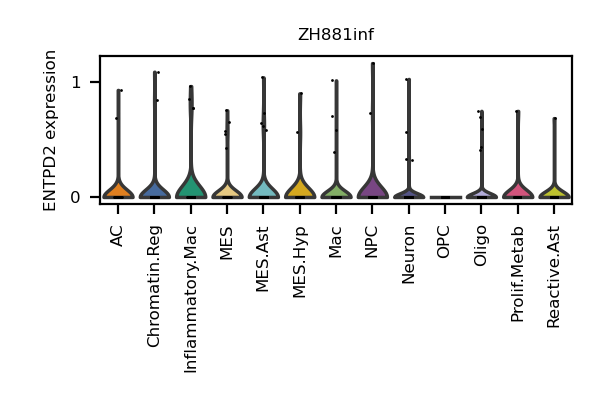 ZH881inf
ENTPD2 expression
1
0
AC
Chromatin.Reg
Inflammatory.Mac
MES
MES.Ast
MES.Hyp
Mac
NPC
Neuron
OPC
Oligo
Prolif.Metab
Reactive.Ast